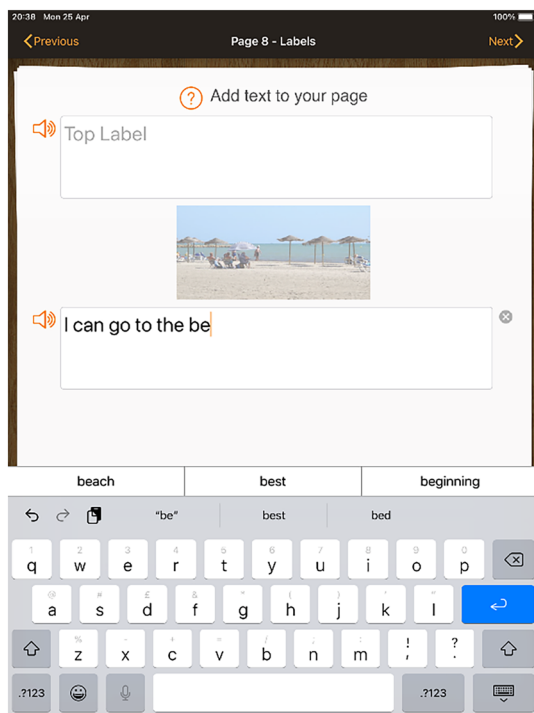 20:38 Mon 25 Apr 100%
Previous Page 8 - Labels Next
? Add text to your page
Top Label
I can go to the be
beach best beginning
“be” best bed
1 2 3 4 5 6 7 8 9 0
q w e r t y u i o p
@ # £ & * ( ) ' "
a s d f g h j k l
% - + = / ; : ! ?
z x c v b n m , .
.?123 .?123